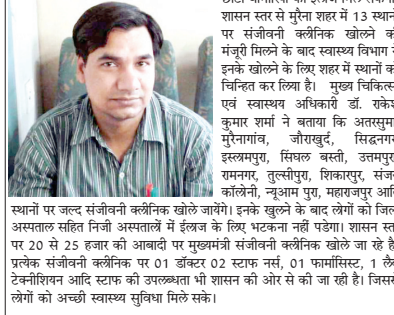 शासन स्तर से मुरैना शहर में 13 स्थानों
पर संजीवनी क्लीनिक खोलने को
मंजूरी मिलने के बाद स्वास्थ्य विभाग ने
इनके खोलने के लिए शहर में स्थानों को
चिन्हित कर लिया है। मुख्य चिकित्सा
एवं स्वास्थय अधिकारी डॉ. राकेश
कुमार शर्मा ने बताया कि अतरसुमा
मुरैनागांव, जौराखुर्द, सिद्धनगर
इस्लमपुरा, सिंघल बस्ती, उत्तमपुरा
रामनगर, तुल्सीपुरा, शिकारपुर, संजय
कॉलेनी, न्यूआम पुरा, महाराजपुर आदि
स्थानों पर जल्द संजीवनी क्लीनिक खोले जायेंगे। इनके खुलने के बाद लेगों को जिला
अस्पताल सहित निजी अस्पतालें में ईलज के लिए भटकना नहीं पडेगा। शासन स्तर
पर 20 से 25 हजार की आबादी पर मुख्यमंत्री संजीवनी क्लीनिक खोले जा रहे है
प्रत्येक संजीवनी क्लीनिक पर 01 डॉक्टर 02 स्टाफ नर्स, 01 फार्मासिस्ट, 1 लैब
टेक्नीशियन आदि स्टाफ की उपलब्धता भी शासन की ओर से की जा रही है। जिससे
लेगों को अच्छी स्वास्थ्य सुविधा मिले सके।